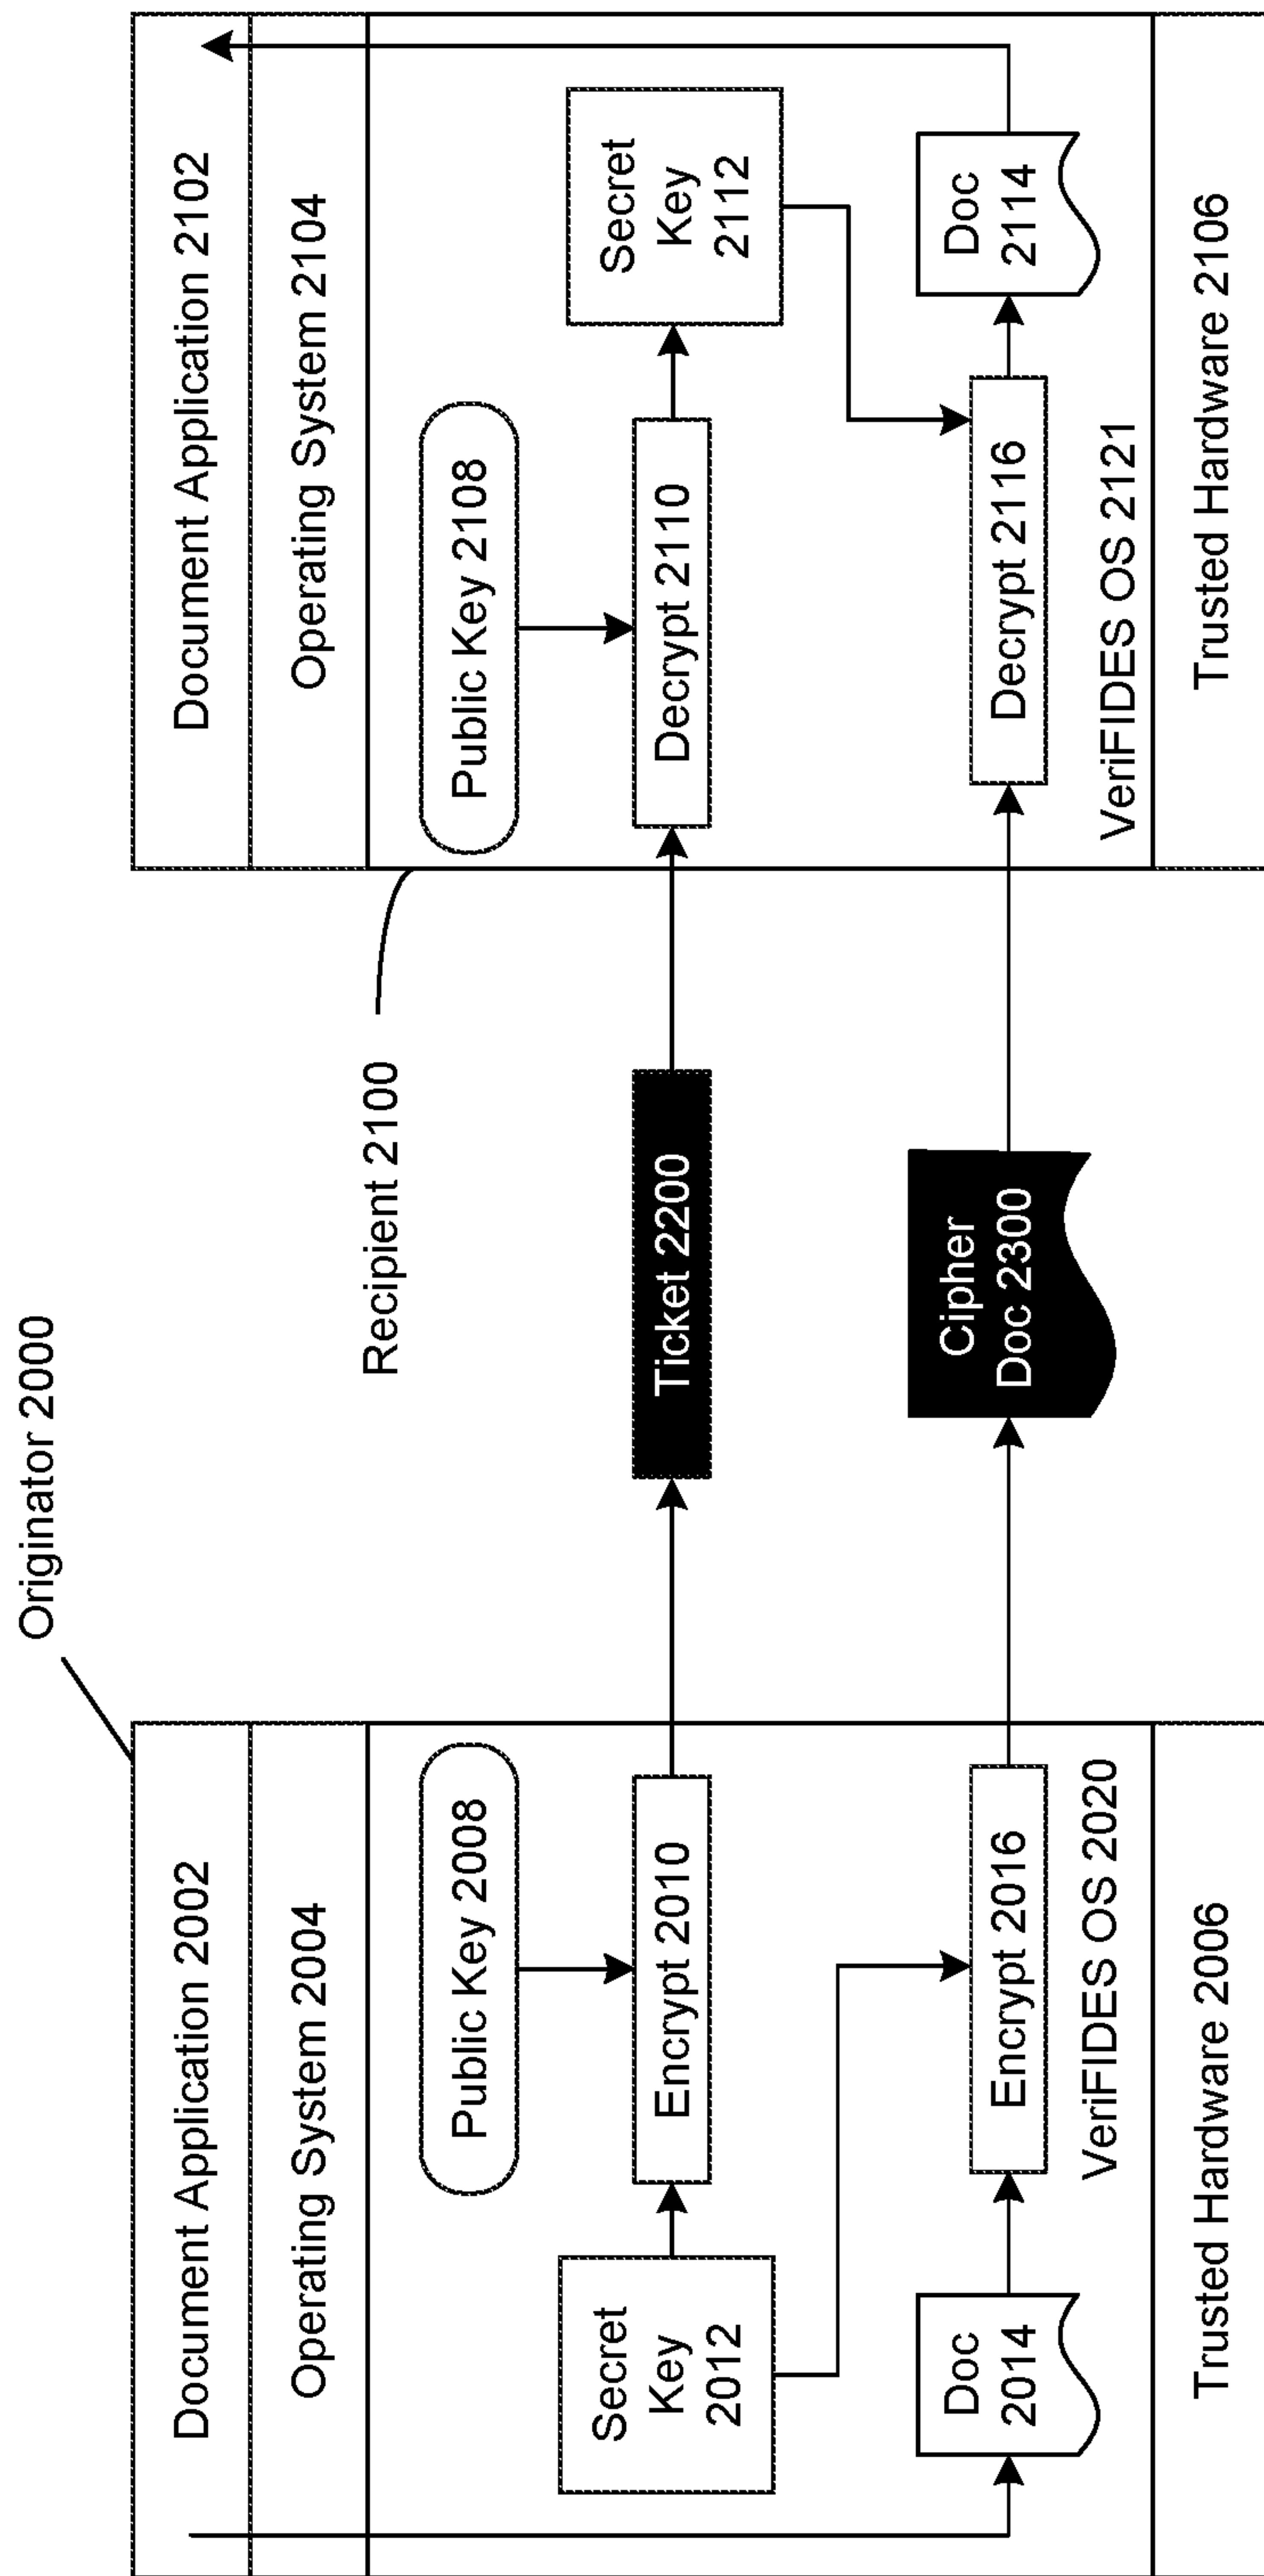 Originator 2000
Document Application 2002
Operating System 2004
Public Key 2008
Secret
Key
2012
Encrypt 2010
Doc
2014
Encrypt 2016
VeriFIDES OS 2020
Trusted Hardware 2006
Ticket 2200
Cipher
Doc 2300
Recipient 2100
Document Application 2102
Operating System 2104
Public Key 2108
Decrypt 2110
Secret
Key
2112
Decrypt 2116
Doc
2114
VeriFIDES OS 2121
Trusted Hardware 2106